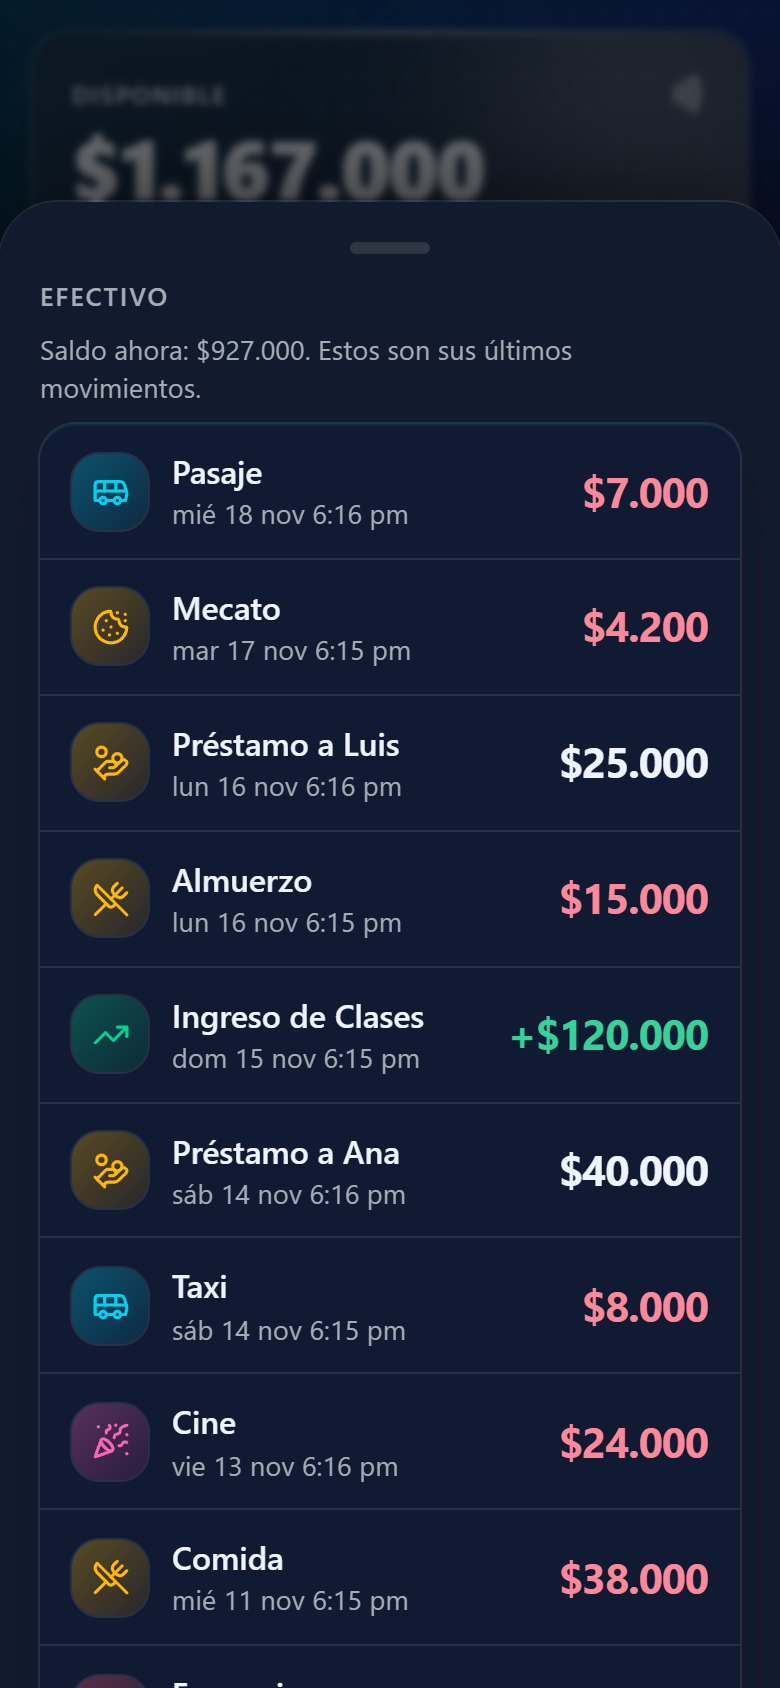 DISPONIBLE
$1.167.000
EFECTIVO
Saldo ahora: $927.000. Estos son sus últimos
movimientos.
Pasaje
$7.000
mié 18 nov 6:16 pm
Mecato
$4.200
mar 17 nov 6:15 pm
Préstamo a Luis
$25.000
lun 16 nov 6:16 pm
Almuerzo
$15.000
lun 16 nov 6:15 pm
Ingreso de Clases
+$120.000
dom 15 nov 6:15 pm
Préstamo a Ana
$40.000
sáb 14 nov 6:16 pm
Taxi
$8.000
sáb 14 nov 6:15 pm
Cine
$24.000
vie 13 nov 6:16 pm
Comida
$38.000
mié 11 nov 6:15 pm